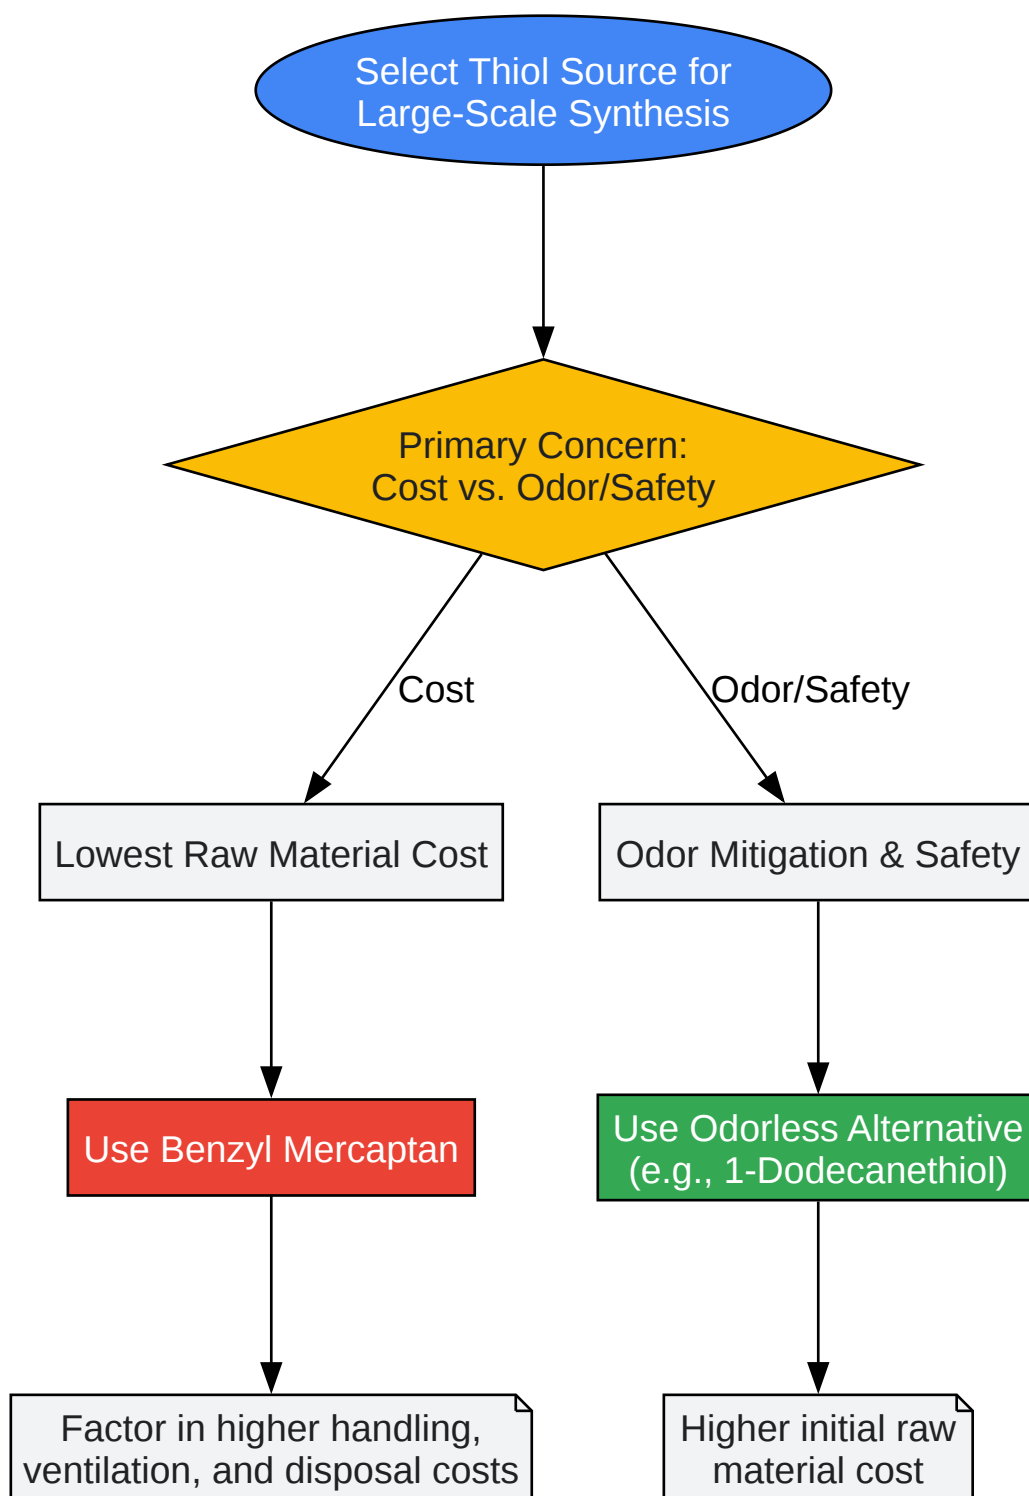 Select Thiol Source for
Large-Scale Synthesis
Primary Concern:
Cost vs. Odor/Safety
Cost
Odor/Safety
Lowest Raw Material Cost
Odor Mitigation & Safety
Use Benzyl Mercaptan
Use Odorless Alternative
(e.g., 1-Dodecanethiol)
Factor in higher handling,
ventilation, and disposal costs
Higher initial raw
material cost